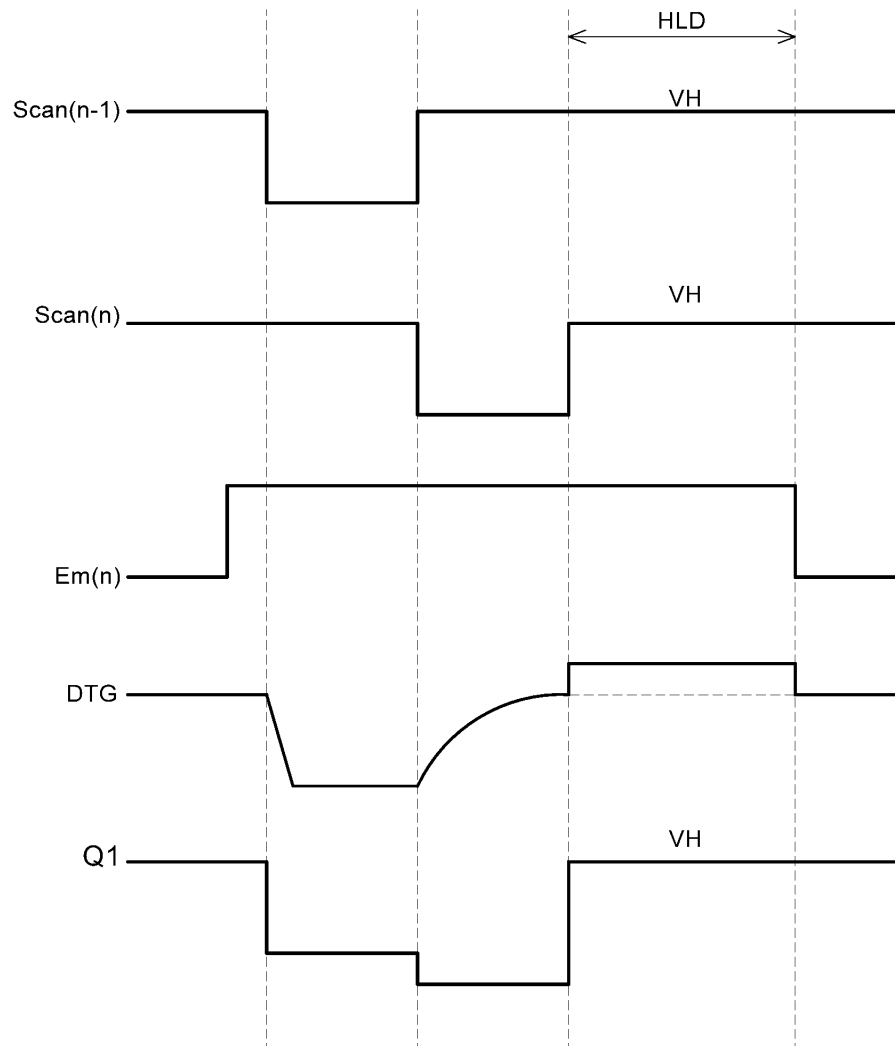 HLD
Scan(n-1)
VH
Scan(n)
VH
Em(n)
DTG
Q1
VH